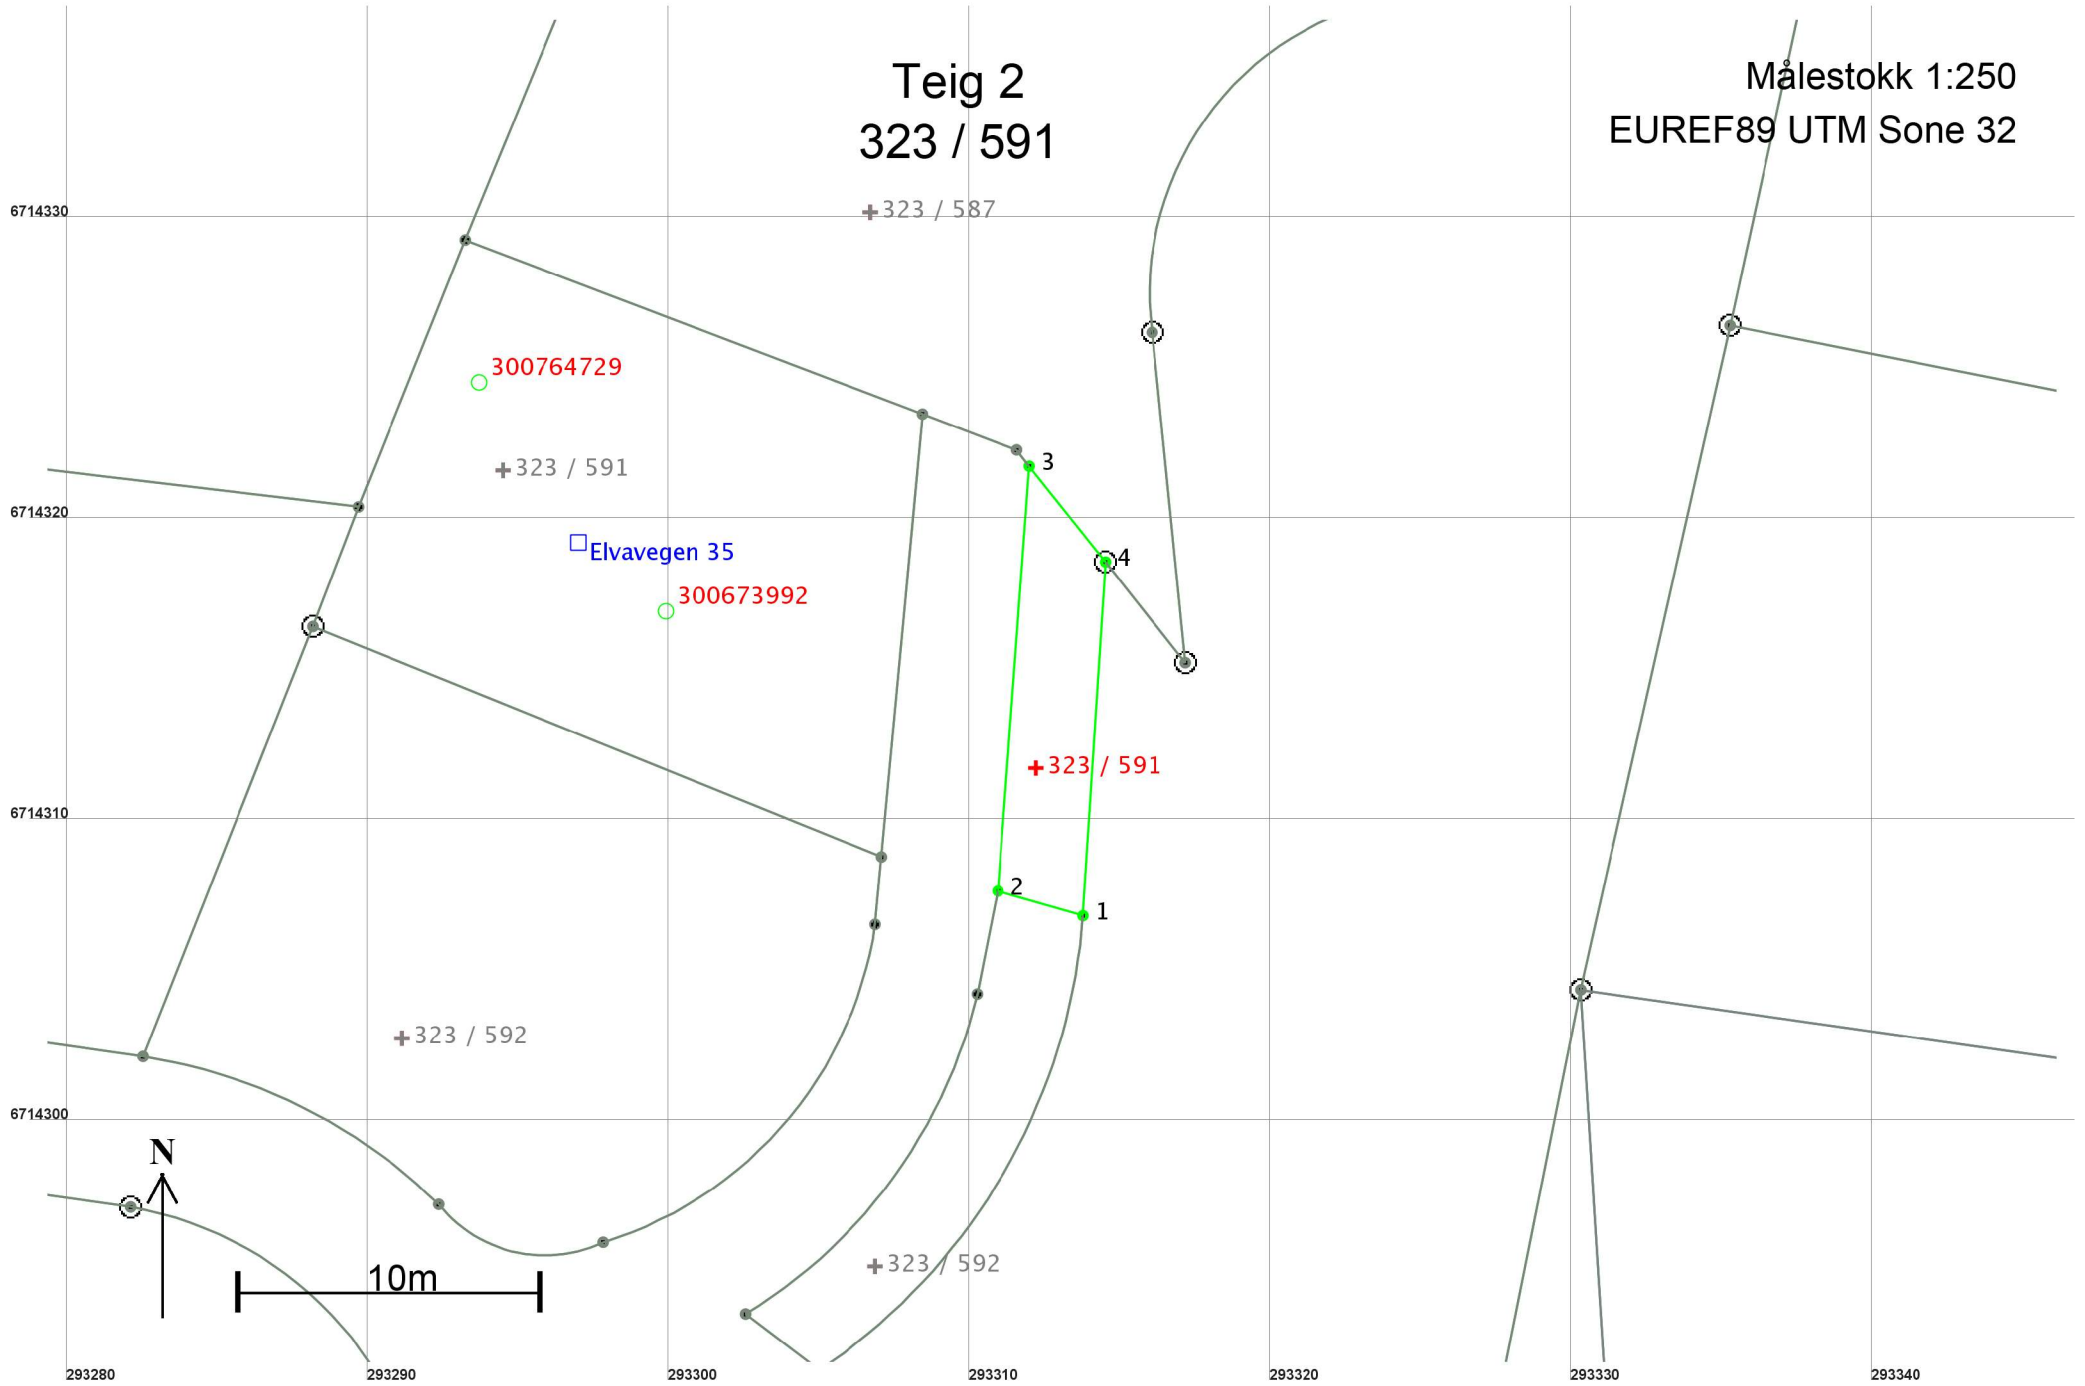 Teig 2
323 / 591
Målestokk 1:250
EUREF89 UTM Sone 32
6714330
323 / 587
300764729
3
323 / 591
6714320
Elvavegen 35
4
300673992
323 / 591
6714310
2
1
323 / 592
6714300
N
323 / 592
10m
293280
293290
293300
293310
293320
293330
293340